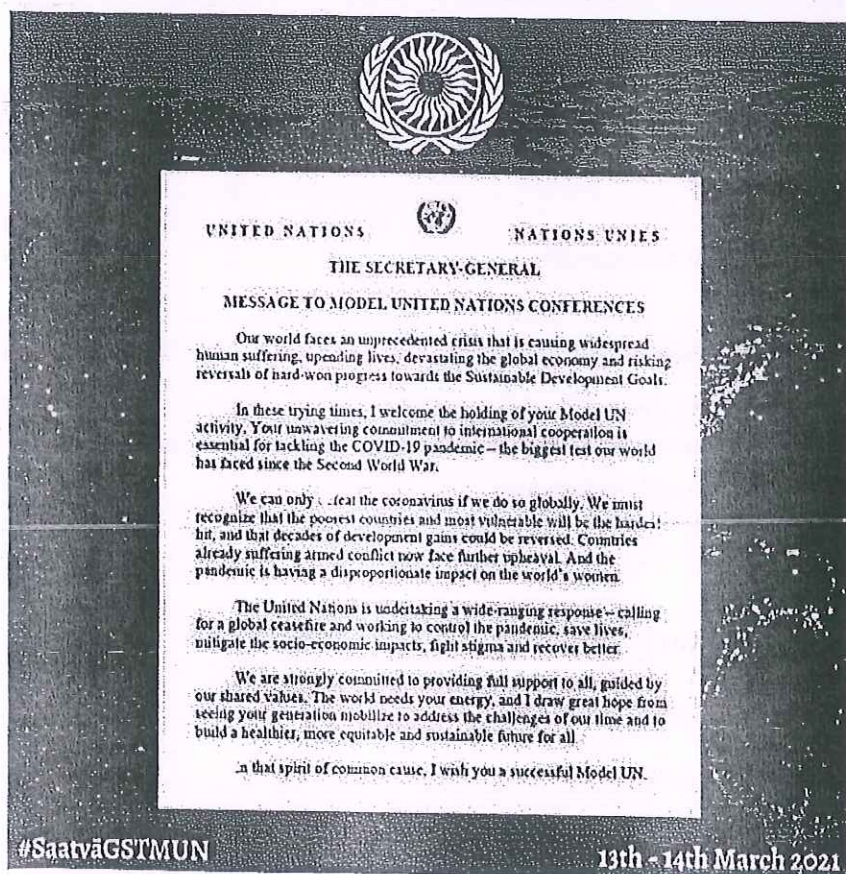 UNITED NATIONS NATIONS UNIES
THE SECRETARY-GENERAL
MESSAGE TO MODEL UNITED NATIONS CONFERENCES
Our world faces an unprecedented crisis that is causing widespread
human suffering, upending lives, devastating the global economy and risking
reversals of hard-won progress towards the Sustainable Development Goals.
In these trying times, I welcome the holding of your Model UN
activity. Your unwavering commitment to international cooperation is
essential for tackling the COVID-19 pandemic – the biggest test our world
has faced since the Second World War.
We can only the coronavirus if we do so globally. We must
recognize that the poorest countries and most vulnerable will be the hardest
hit, and that decades of development gains could be reversed. Countries
already suffering armed conflict now face further upheaval. And the
pandemic is having a disproportionate impact on the world's women.
The United Nations is undertaking a wide-ranging response – calling
for a global ceasefire and working to control the pandemic, save lives,
mitigate the socio-economic impacts, fight stigma and recover better.
We are strongly committed to providing full support to all, guided by
our shared values. The world needs your energy, and I draw great hope from
seeing your generation mobilize to address the challenges of our time and to
build a healthier, more equitable and sustainable future for all.
that spirit of common cause, I wish you a successful Model UN.
#SaatväGSTMUN 13th - 14th March 2021